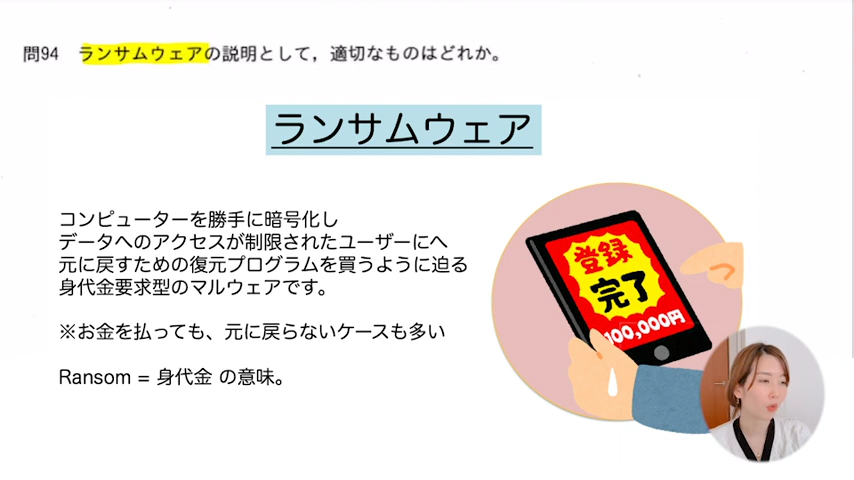 問94 ランサムウェアの説明として，適切なものはどれか。
ランサムウェア
コンピューターを勝手に暗号化し
データへのアクセスが制限されたユーザーにへ
元に戻すための復元プログラムを買うように迫る
身代金要求型のマルウェアです。
※お金を払っても、元に戻らないケースも多い
Ransom = 身代金 の意味。
登録
完了
100,000円